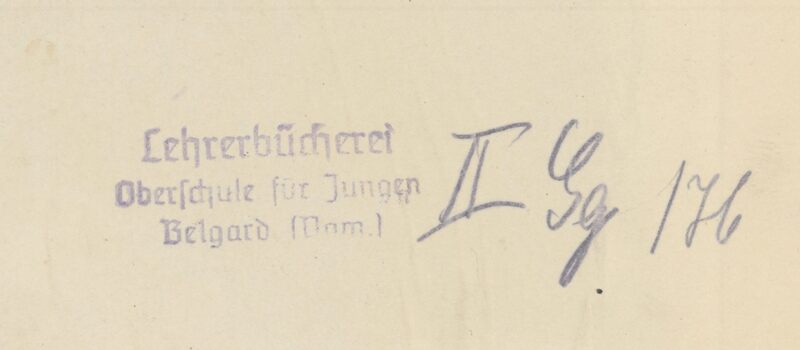 Lehrerbücherei
Oberschule für Jungen
Belgard (Pom.)
II Gg 176